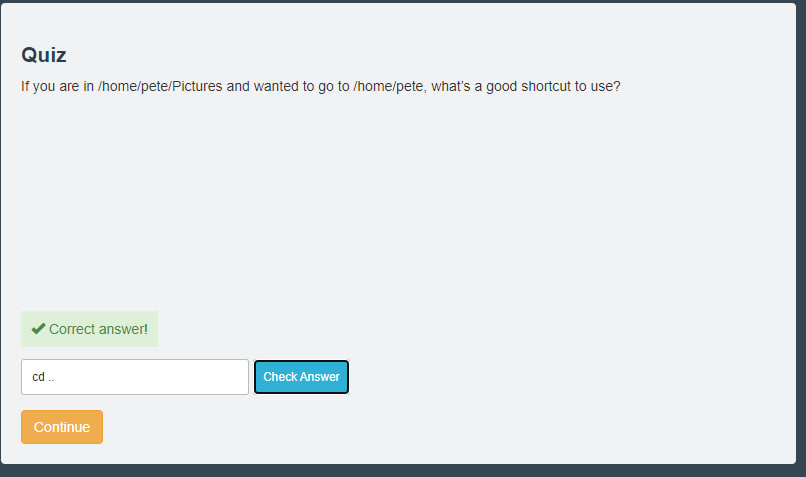 Quiz
If you are in /home/pete/Pictures and wanted to go to /home/pete, what's a good shortcut to use?
✔ Correct answer!
cd ..
Check Answer
Continue